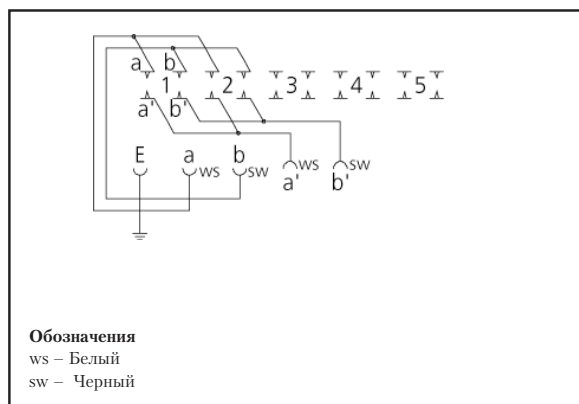 a b
1 2 3 4 5
a' b'
E a ws b sw a' ws b' sw
Обозначения
ws – Белый
sw – Черный